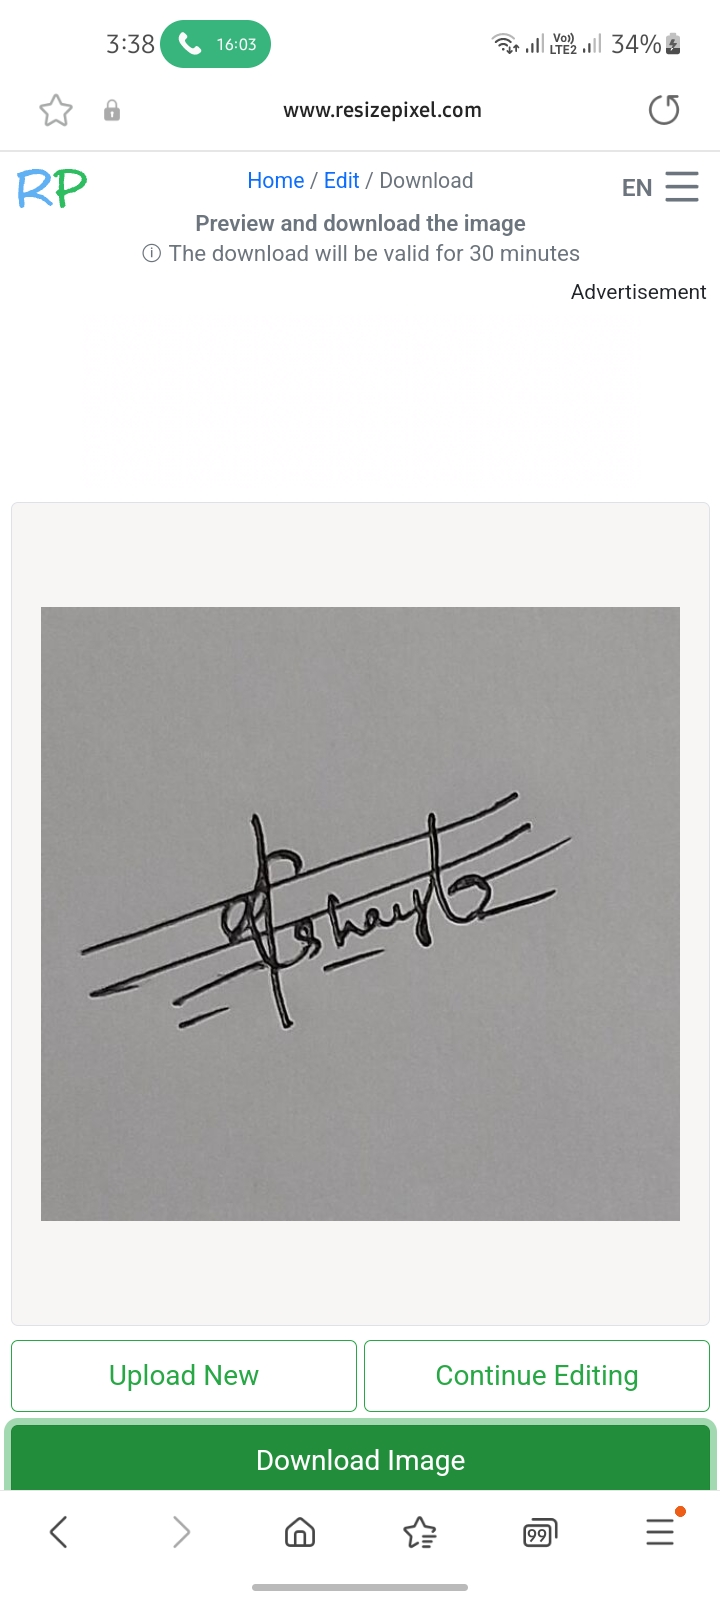 3:38 16:03 Vo)) LTE2 34%
www.resizepixel.com
RP Home / Edit / Download EN
Preview and download the image
The download will be valid for 30 minutes
Advertisement
Upload New Continue Editing
Download Image
99